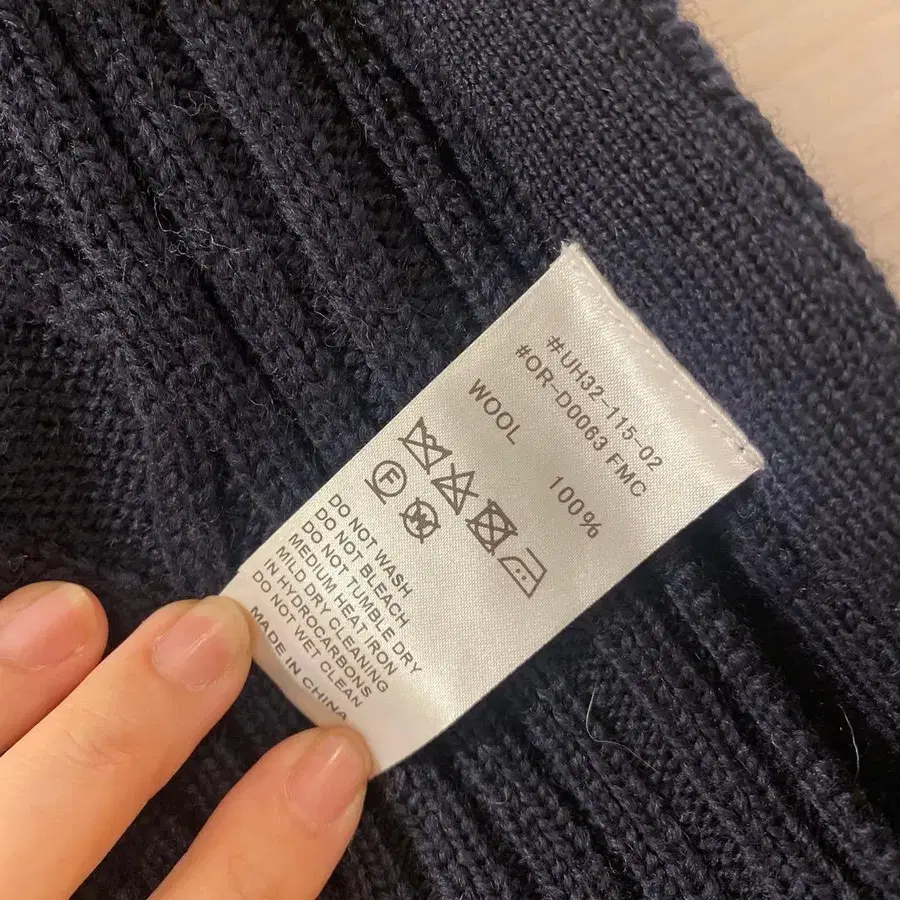 #UH32-115-02
#OR-D0063 FMC
WOOL 100%
F
W
DO NOT WASH
DO NOT BLEACH
DO NOT TUMBLE DRY
MEDIUM HEAT IRON
MILD DRY CLEANING
IN HYDROCARBONS
DO NOT WET CLEAN
MADE IN CHINA